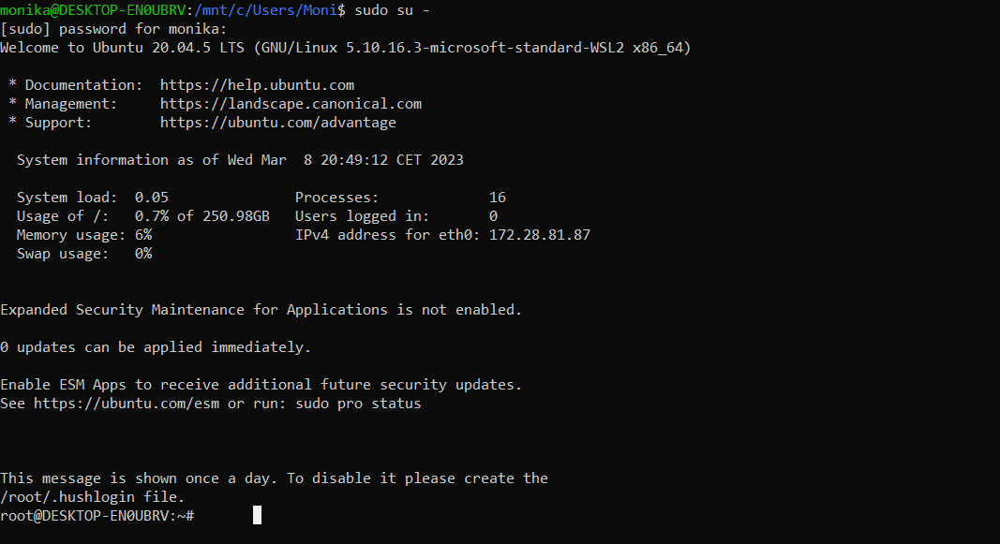 monika@DESKTOP-EN0UBRV:/mnt/c/Users/Moni$ sudo su -
[sudo] password for monika:
Welcome to Ubuntu 20.04.5 LTS (GNU/Linux 5.10.16.3-microsoft-standard-WSL2 x86_64)

 * Documentation:  https://help.ubuntu.com
 * Management:     https://landscape.canonical.com
 * Support:        https://ubuntu.com/advantage

  System information as of Wed Mar  8 20:49:12 CET 2023

  System load:  0.05               Processes:             16
  Usage of /:   0.7% of 250.98GB   Users logged in:       0
  Memory usage: 6%                 IPv4 address for eth0: 172.28.81.87
  Swap usage:   0%


Expanded Security Maintenance for Applications is not enabled.

0 updates can be applied immediately.

Enable ESM Apps to receive additional future security updates.
See https://ubuntu.com/esm or run: sudo pro status



This message is shown once a day. To disable it please create the
/root/.hushlogin file.
root@DESKTOP-EN0UBRV:~#